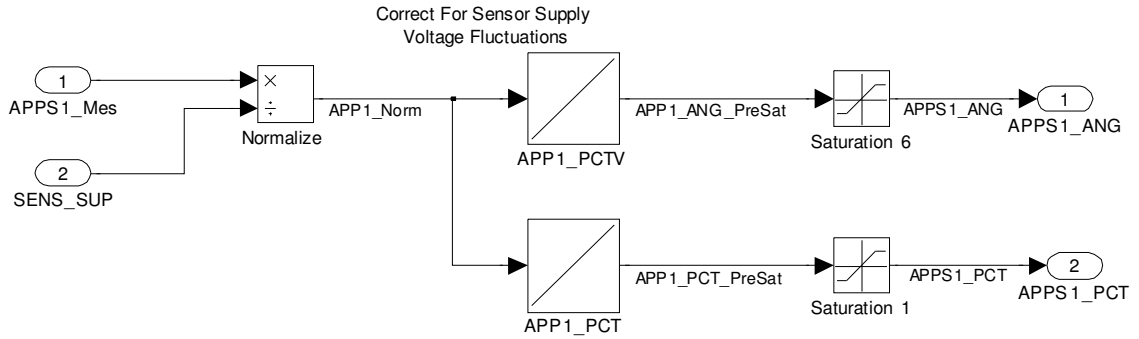 Correct For Sensor Supply
Voltage Fluctuations
1
APPS1_Mes
×
÷
Normalize
APP1_Norm
2
SENS_SUP
APP1_PCTV
APP1_ANG_PreSat
Saturation 6
APPS1_ANG
1
APPS1_ANG
APP1_PCT
APP1_PCT_PreSat
Saturation 1
APPS1_PCT
2
APPS1_PCT